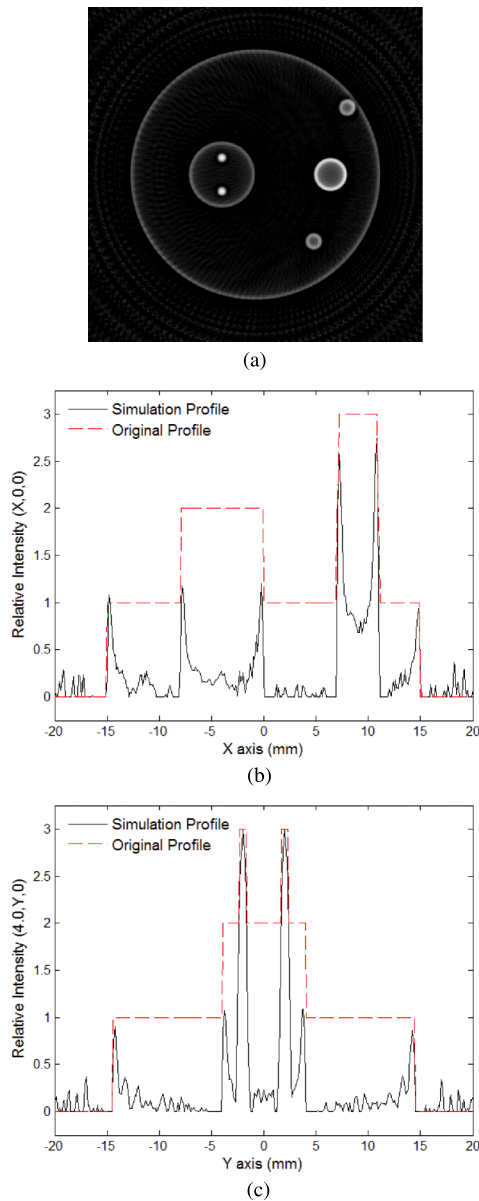 (a)
Simulation Profile
Original Profile
Relative Intensity (X,0,0)
3
2.5
2
1.5
1
0.5
0
-20 -15 -10 -5 0 5 10 15 20
X axis (mm)
(b)
Simulation Profile
Original Profile
Relative Intensity (4.0,Y,0)
3
2.5
2
1.5
1
0.5
0
-20 -15 -10 -5 0 5 10 15 20
Y axis (mm)
(c)